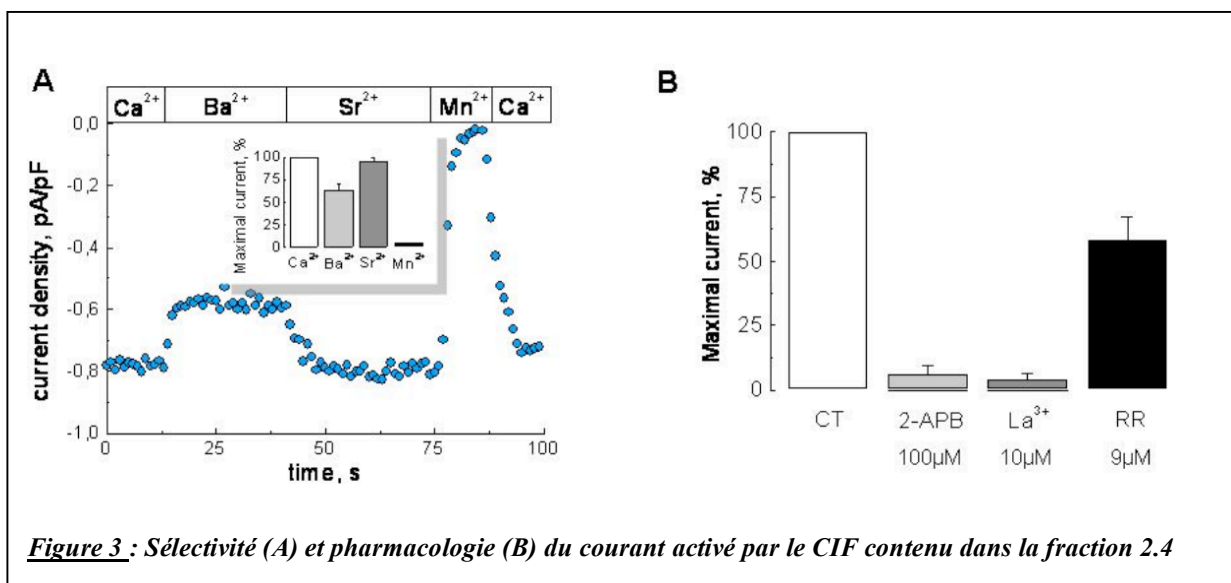 A
B
Ca²⁺ Ba²⁺ Sr²⁺ Mn²⁺ Ca²⁺
0,0
-0,2
-0,4
-0,6
-0,8
-1,0
current density, pA/pF
0 25 50 75 100
time, s
Maximal current, %
100
75
50
25
0
Ca²⁺ Ba²⁺ Sr²⁺ Mn²⁺
Maximal current, %
100
75
50
25
0
CT 2-APB La³⁺ RR
100µM 10µM 9µM
Figure 3 : Sélectivité (A) et pharmacologie (B) du courant activé par le CIF contenu dans la fraction 2.4